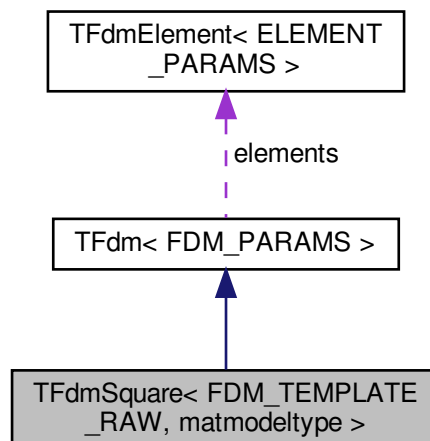 TFdmElement< ELEMENT
_PARAMS >
elements
TFdm< FDM_PARAMS >
TFdmSquare< FDM_TEMPLATE
_RAW, matmodeltype >